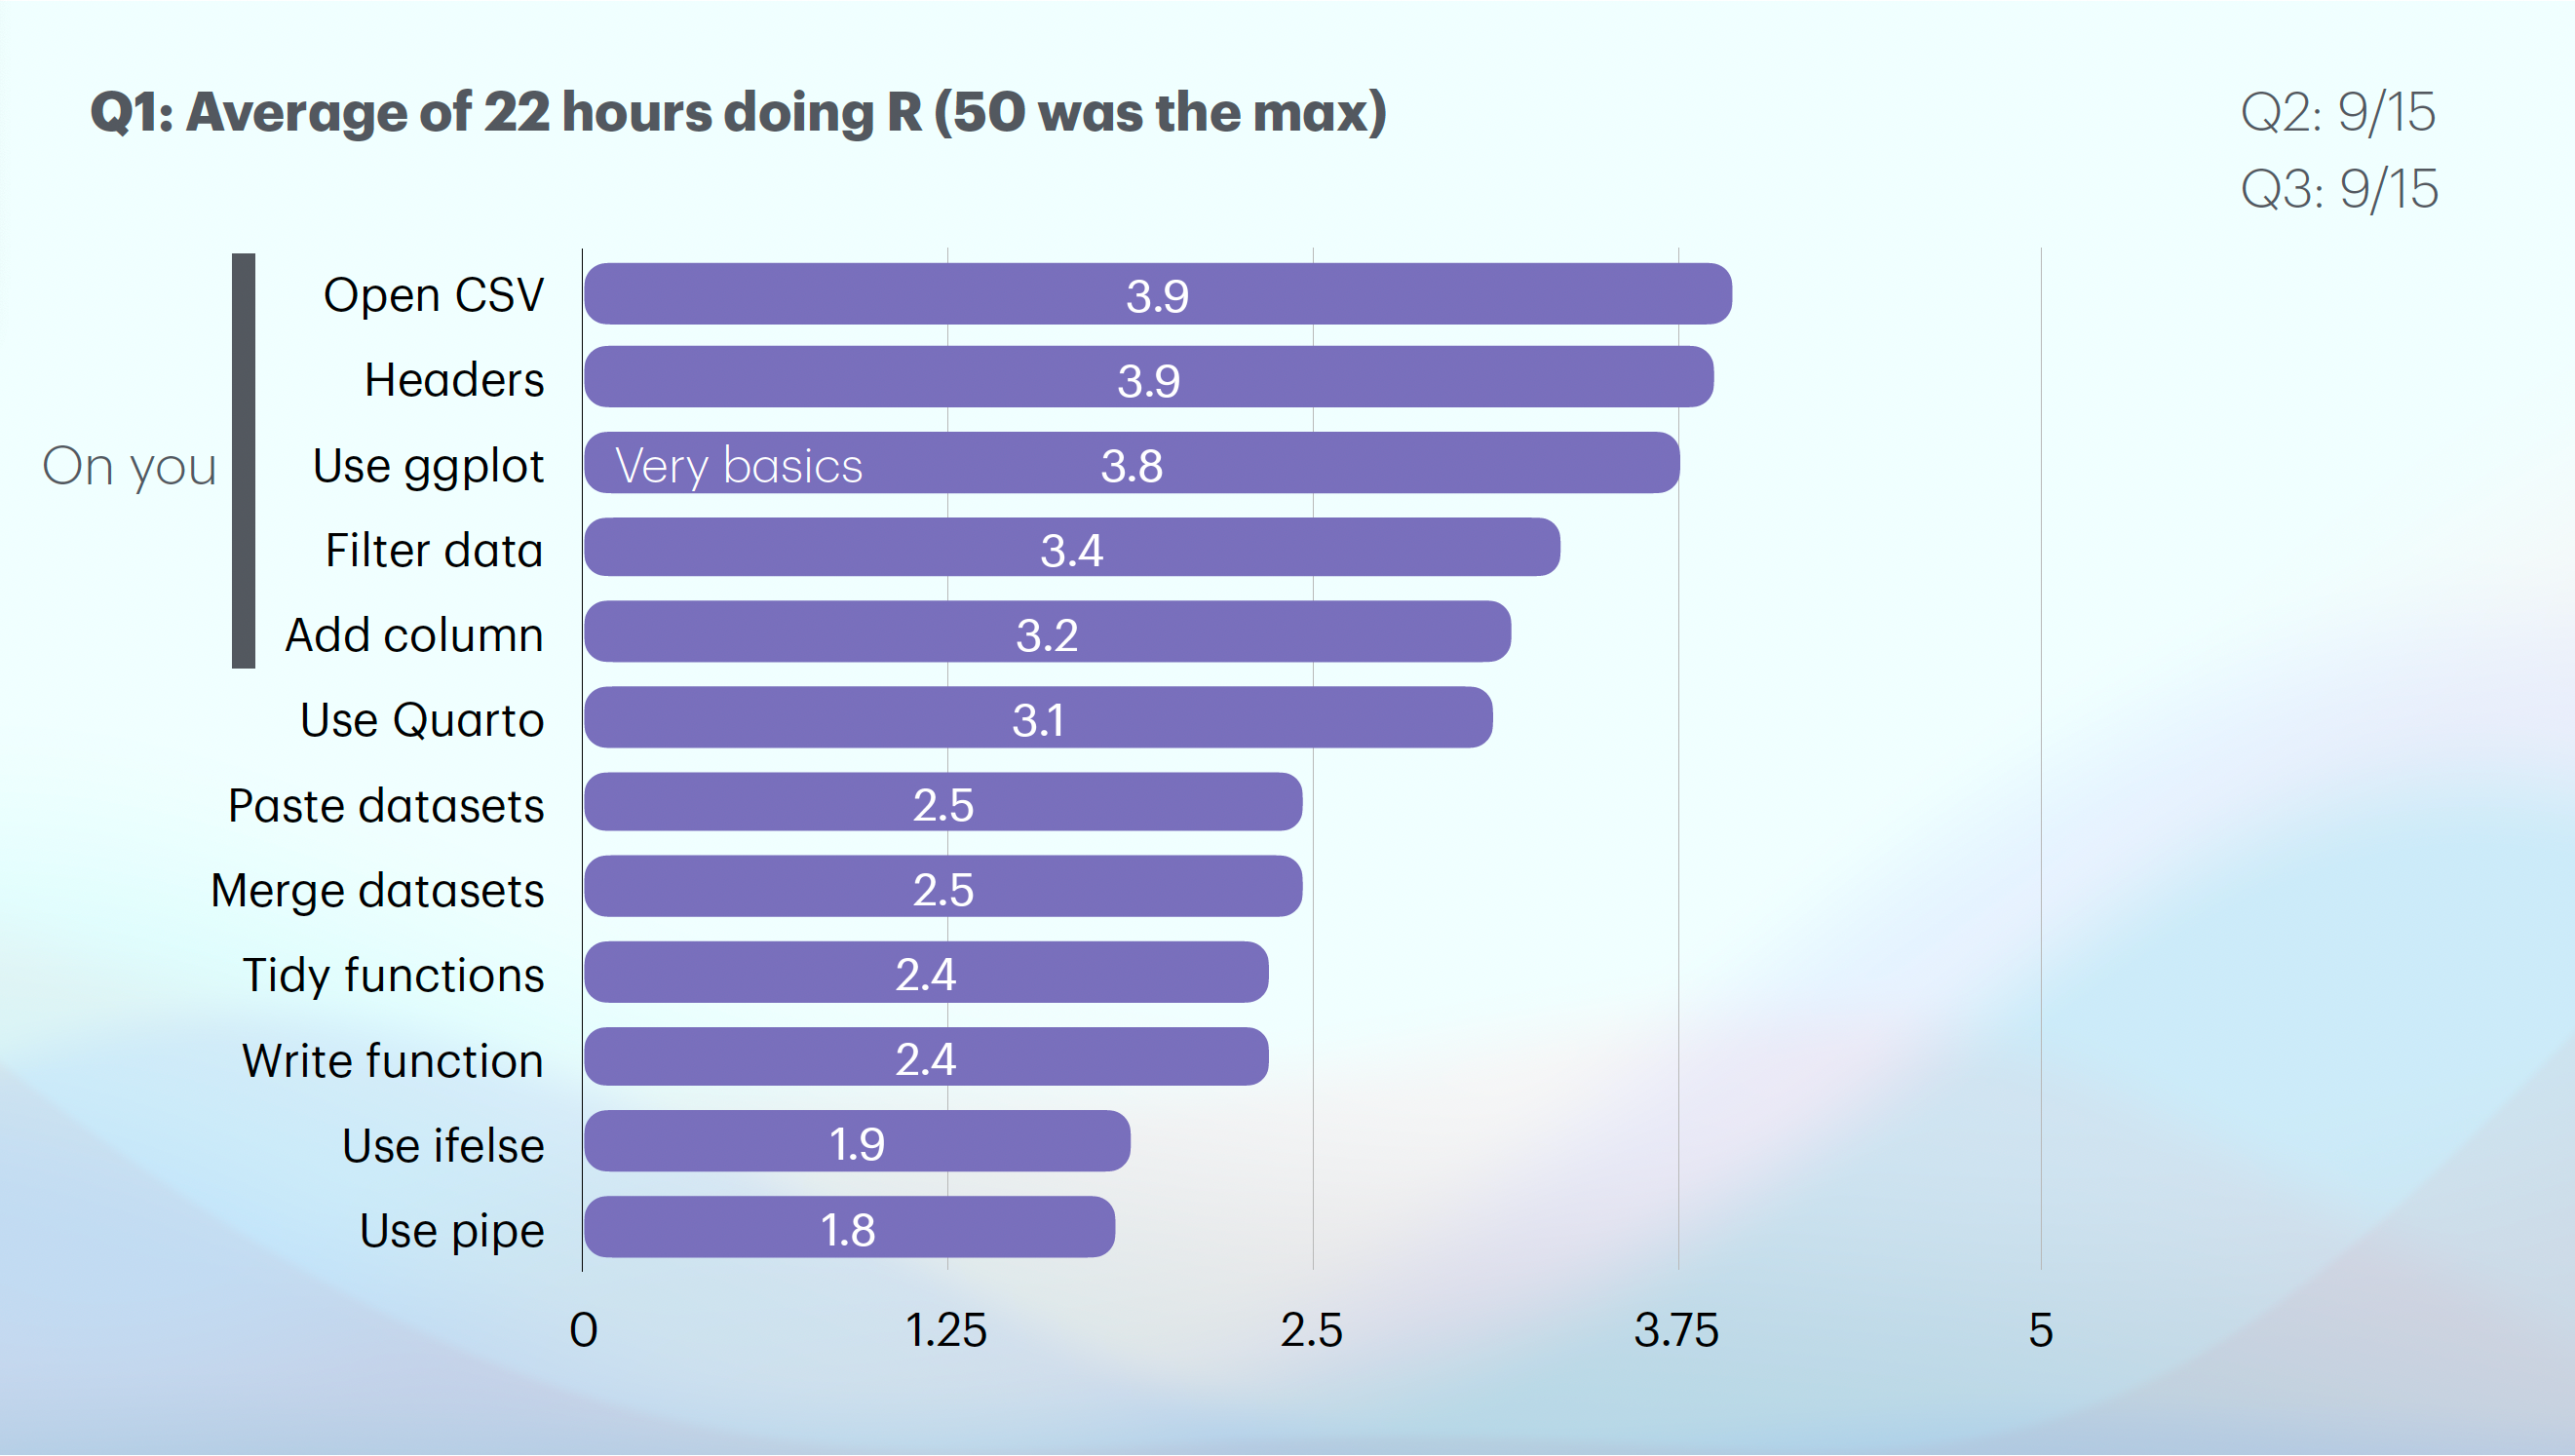 Q1: Average of 22 hours doing R (50 was the max)
Q2: 9/15
Q3: 9/15
On you
Open CSV 3.9
Headers 3.9
Use ggplot Very basics 3.8
Filter data 3.4
Add column 3.2
Use Quarto 3.1
Paste datasets 2.5
Merge datasets 2.5
Tidy functions 2.4
Write function 2.4
Use ifelse 1.9
Use pipe 1.8
0 1.25 2.5 3.75 5